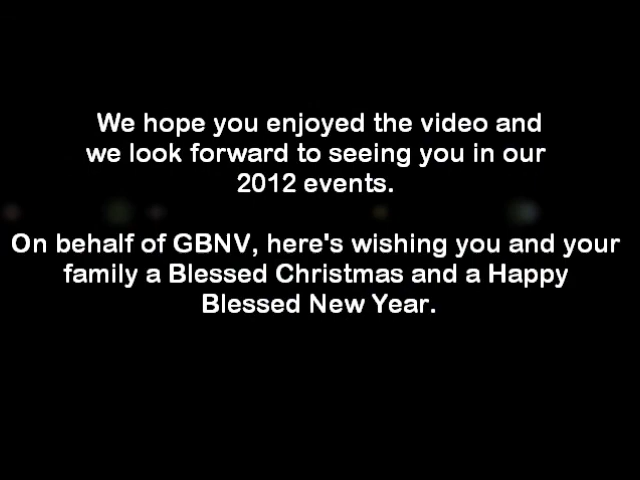 We hope you enjoyed the video and
we look forward to seeing you in our
2012 events.
On behalf of GBNV, here's wishing you and your
family a Blessed Christmas and a Happy
Blessed New Year.